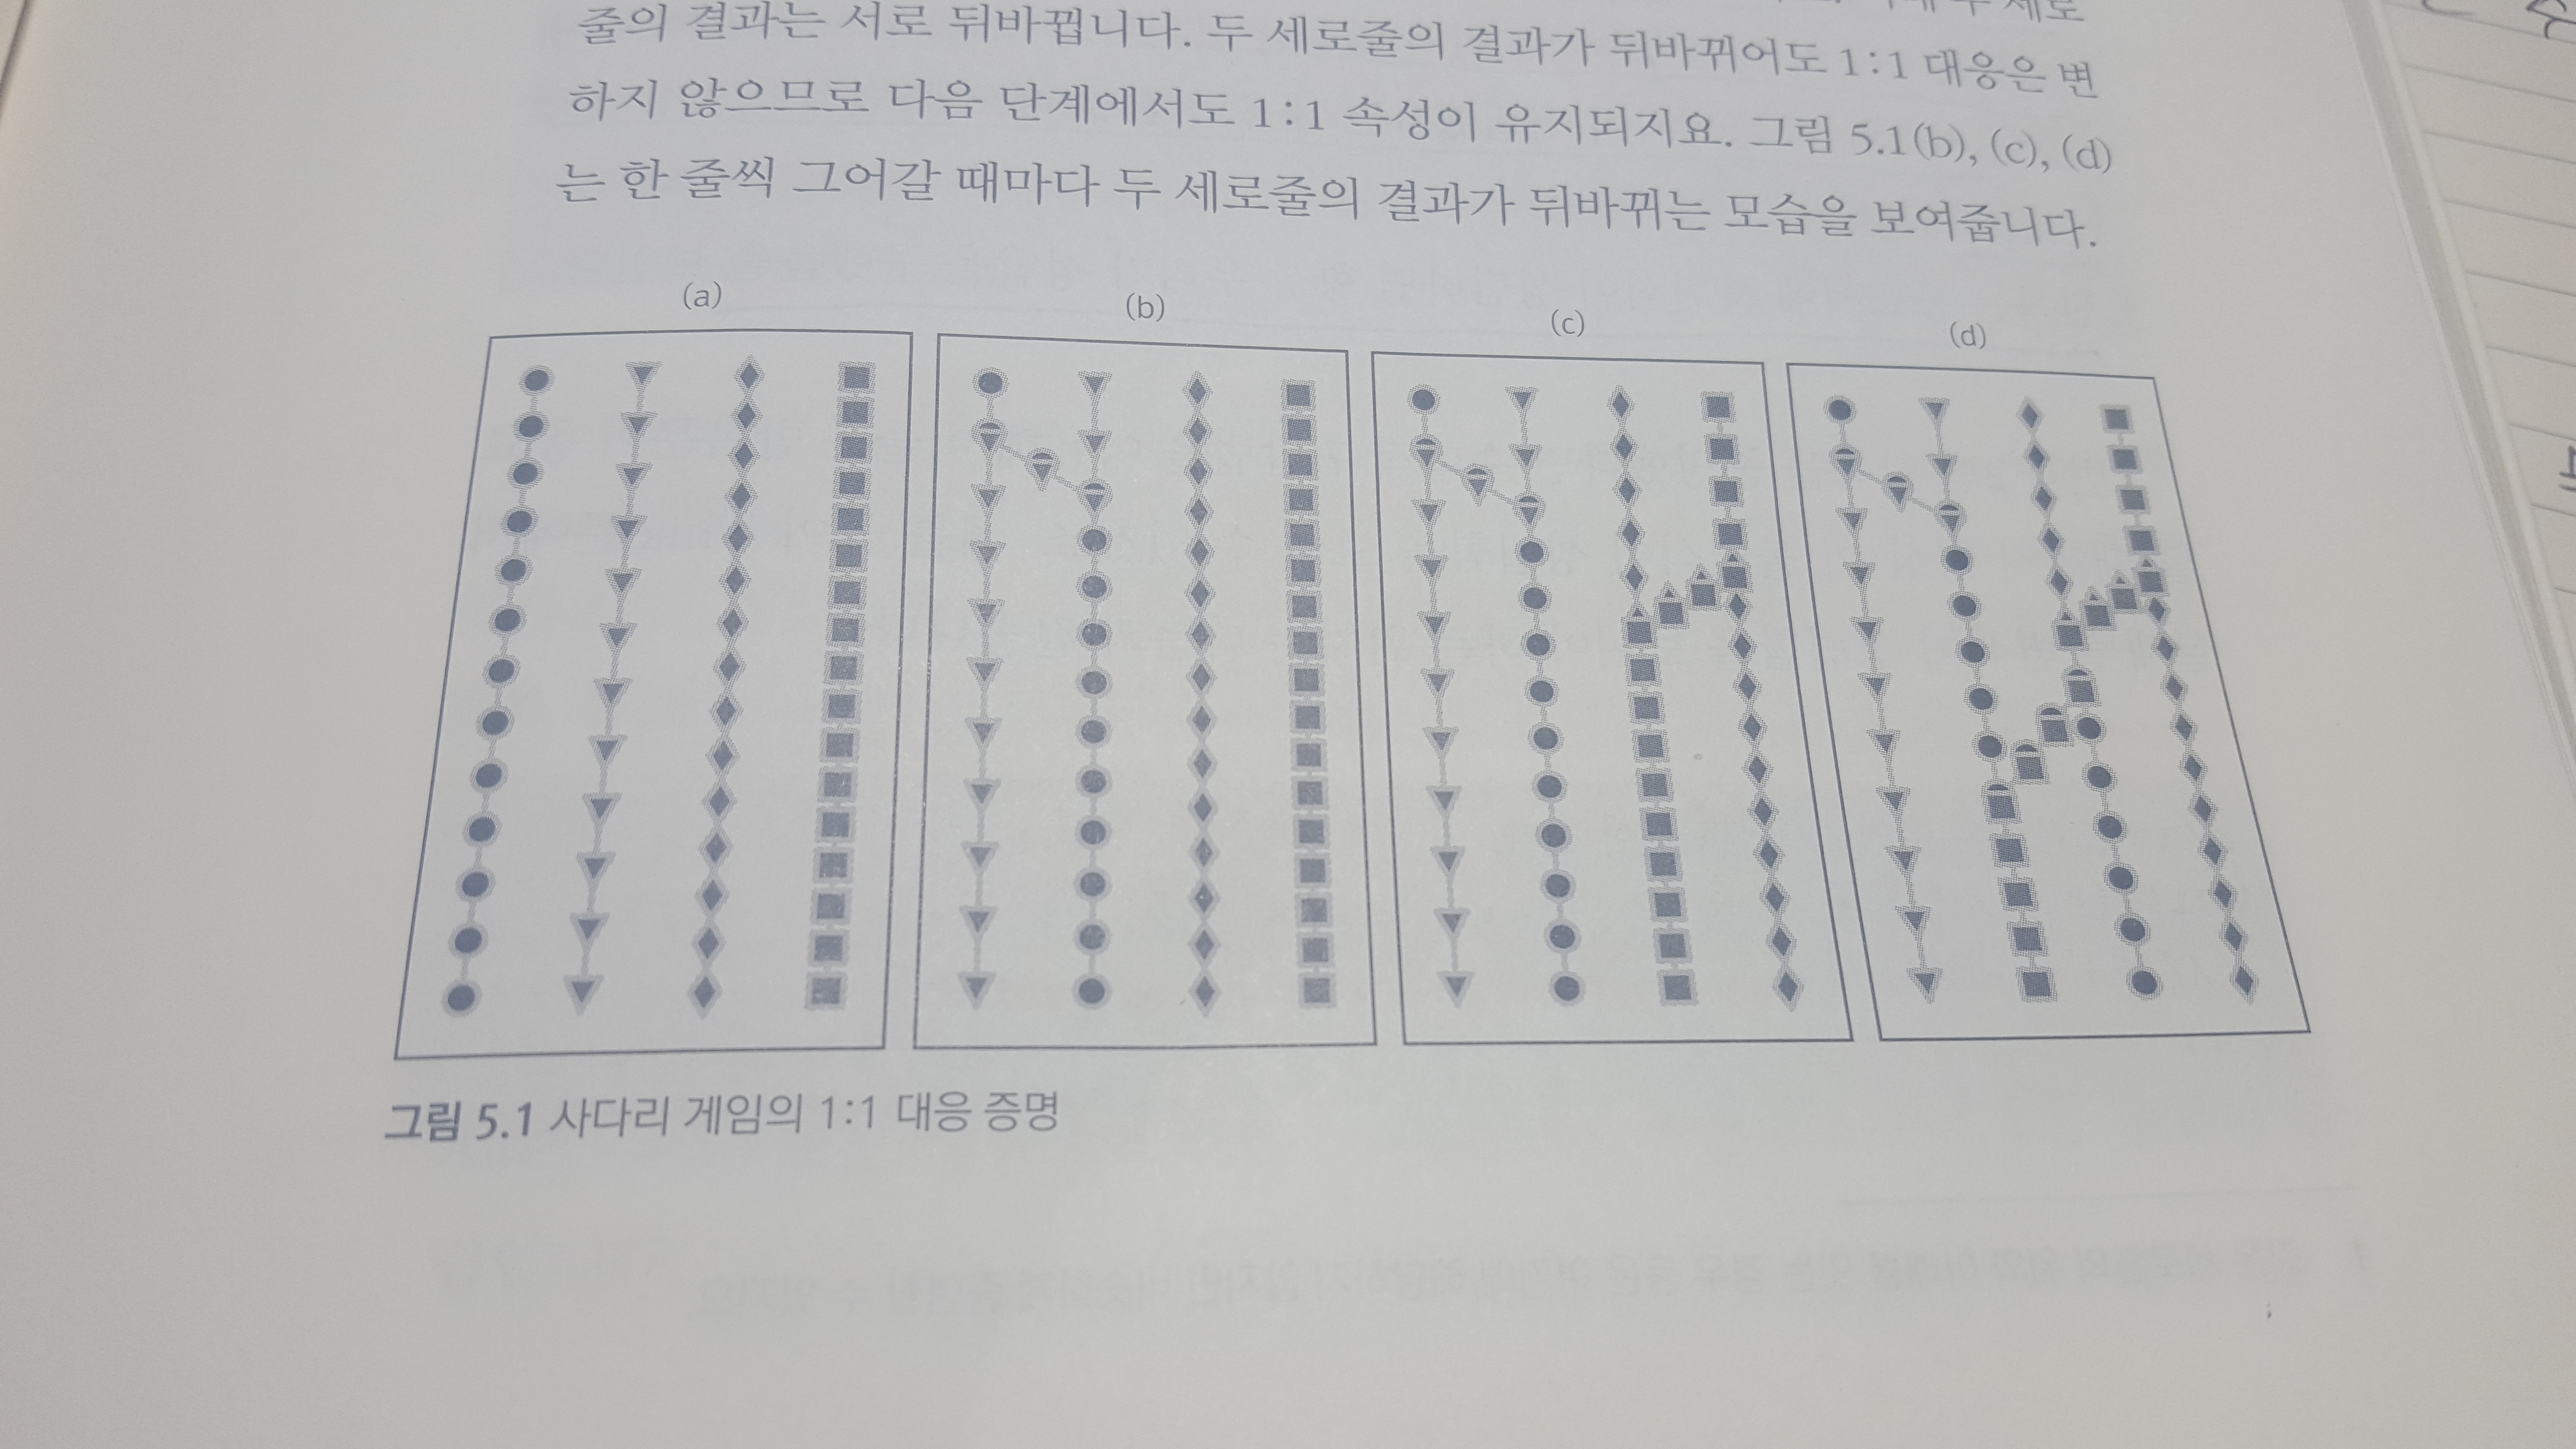 줄의 결과는 서로 뒤바뀝니다. 두 세로줄의 결과가 뒤바뀌어도 1:1 대응은 변
하지 않으므로 다음 단계에서도 1:1 속성이 유지되지요. 그림 5.1(b), (c), (d)
는 한 줄씩 그어갈 때마다 두 세로줄의 결과가 뒤바뀌는 모습을 보여줍니다.
(a)
(b)
(c)
(d)
그림 5.1 사다리 게임의 1:1 대응 증명